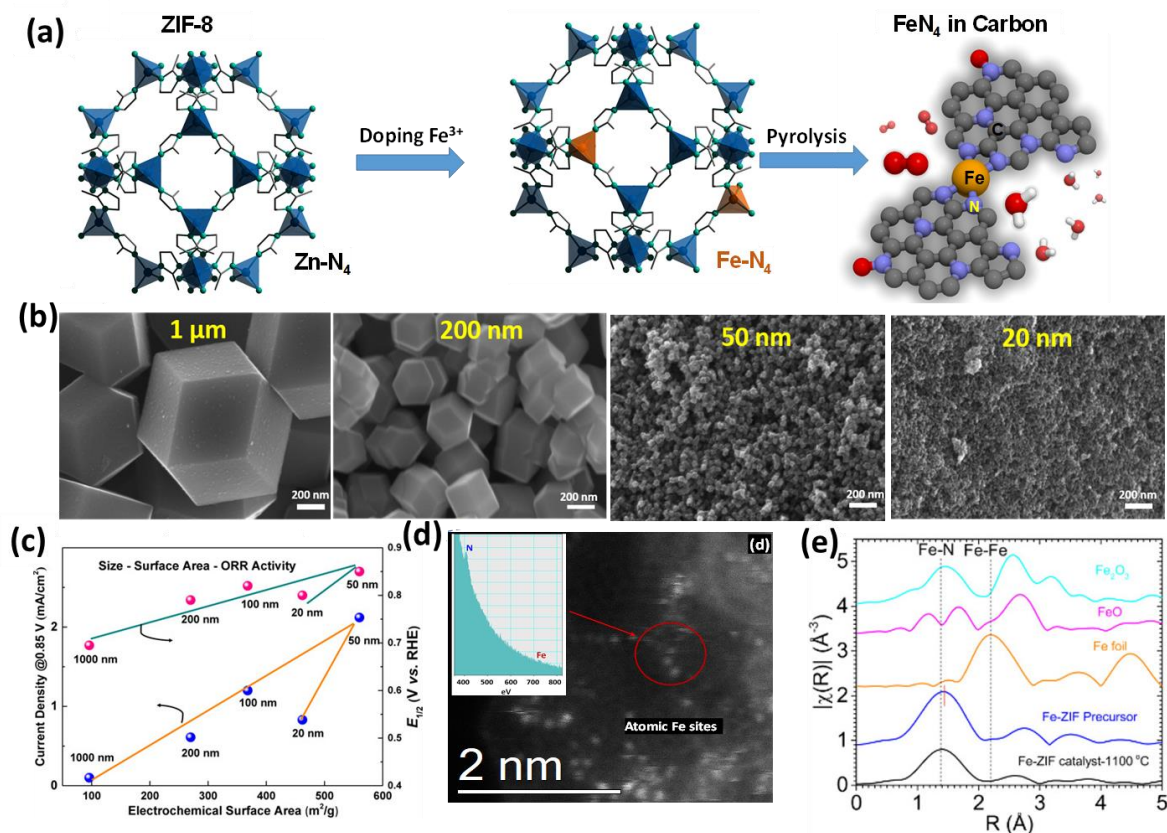 (a)
ZIF-8
Zn-N₄
Doping Fe³⁺
Fe-N₄
Pyrolysis
FeN₄ in Carbon
C
Fe
N
(b)
1 µm
200 nm
200 nm
200 nm
50 nm
200 nm
20 nm
200 nm
(c)
Size - Surface Area - ORR Activity
Current Density @0.85 V (mA/cm²)
E₁/₂ (V vs. RHE)
Electrochemical Surface Area (m²/g)
0
1
2
0.4
0.5
0.6
0.7
0.8
0.9
100
200
300
400
500
600
1000 nm
200 nm
100 nm
20 nm
50 nm
1000 nm
200 nm
100 nm
20 nm
50 nm
(d)
(d)
N
Fe
400 500 600 700 800
eV
Atomic Fe sites
2 nm
(e)
Fe-N Fe-Fe
Fe₂O₃
FeO
Fe foil
Fe-ZIF Precursor
Fe-ZIF catalyst-1100 °C
|χ(R)| (Å⁻³)
5
4
3
2
1
0
0 1 2 3 4 5
R (Å)